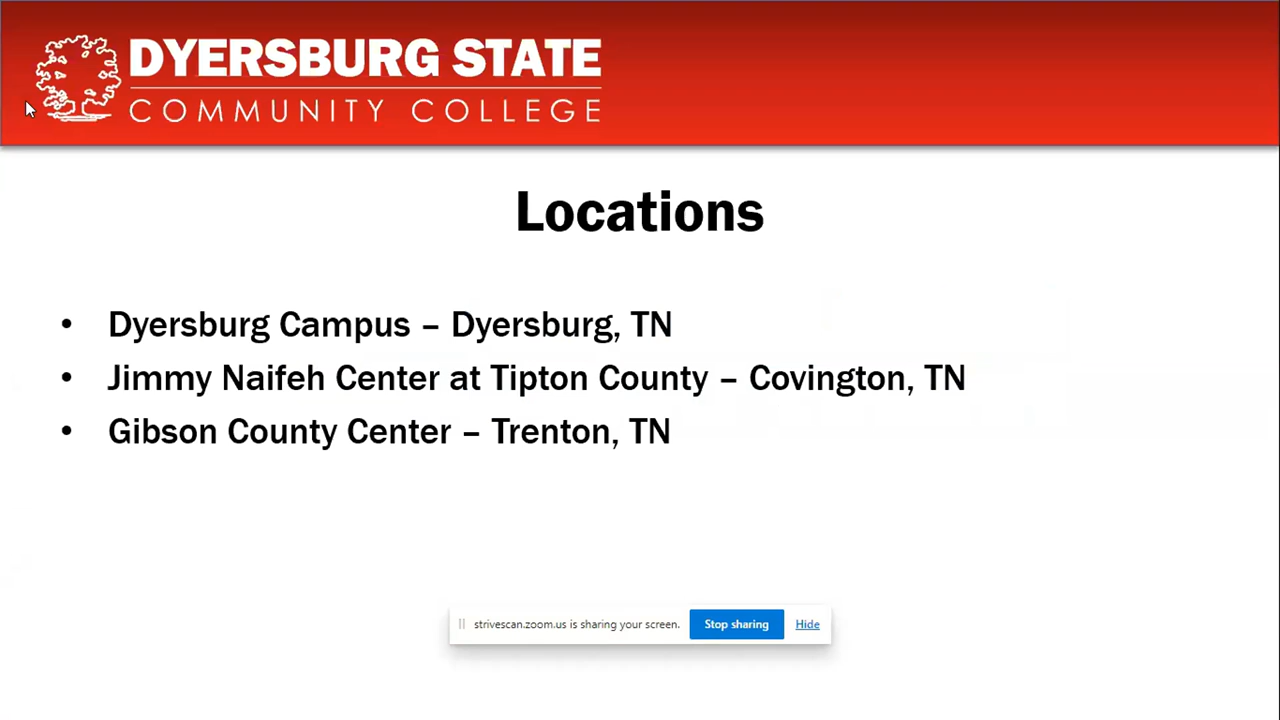 DYERSBURG STATE
COMMUNITY COLLEGE
Locations
• Dyersburg Campus – Dyersburg, TN
• Jimmy Naifeh Center at Tipton County – Covington, TN
• Gibson County Center – Trenton, TN
strivescan.zoom.us is sharing your screen. Stop sharing Hide